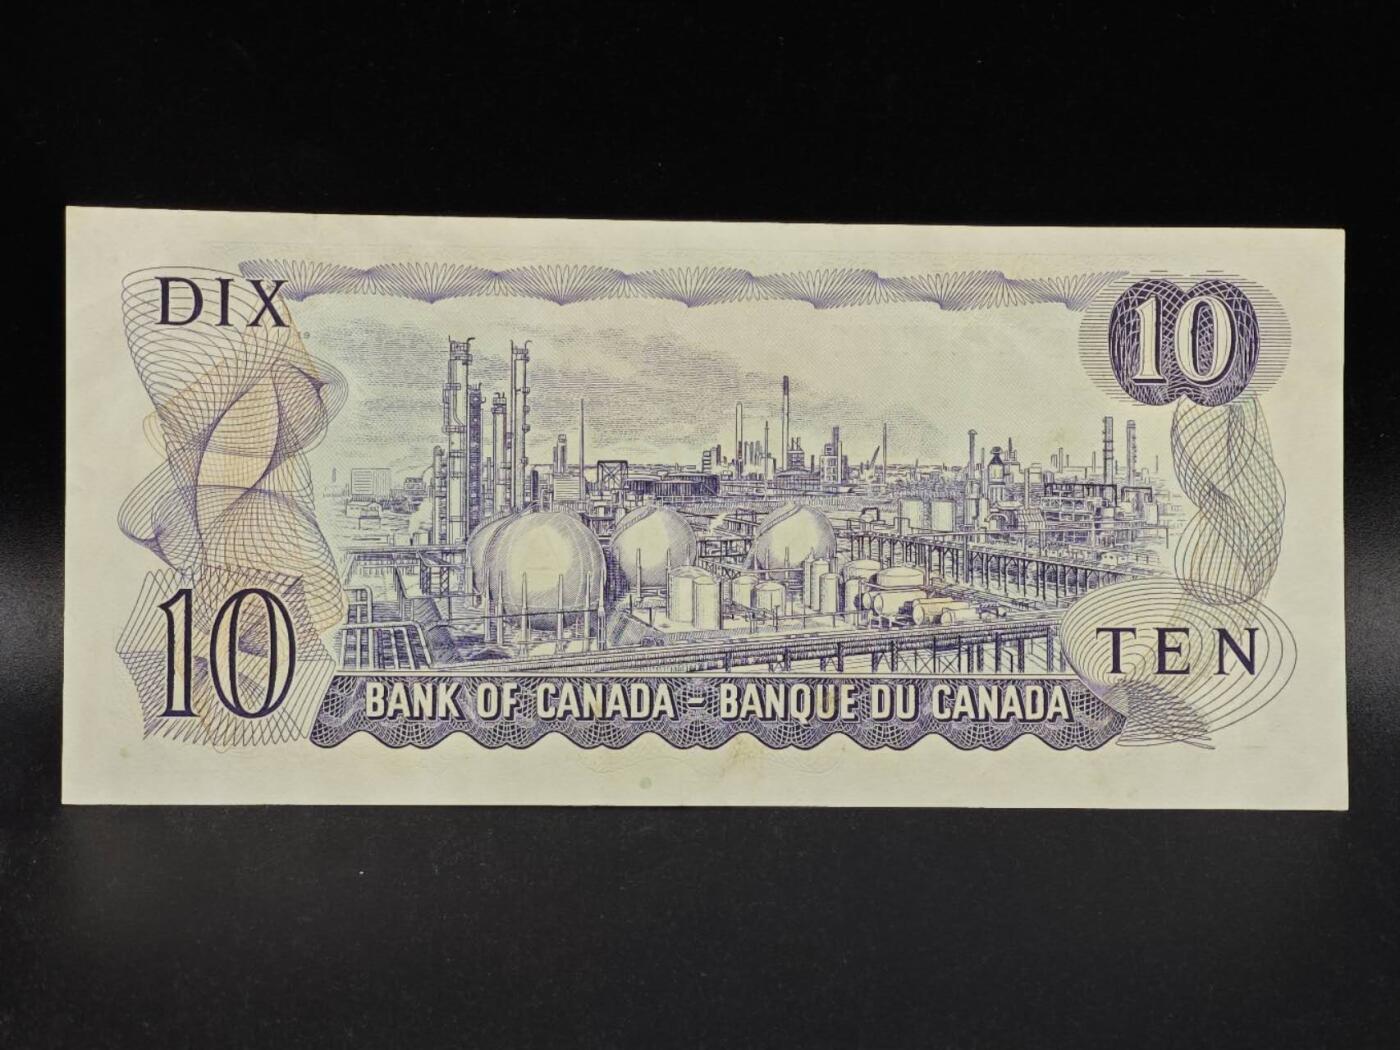 DIX
10
10
TEN
BANK OF CANADA - BANQUE DU CANADA